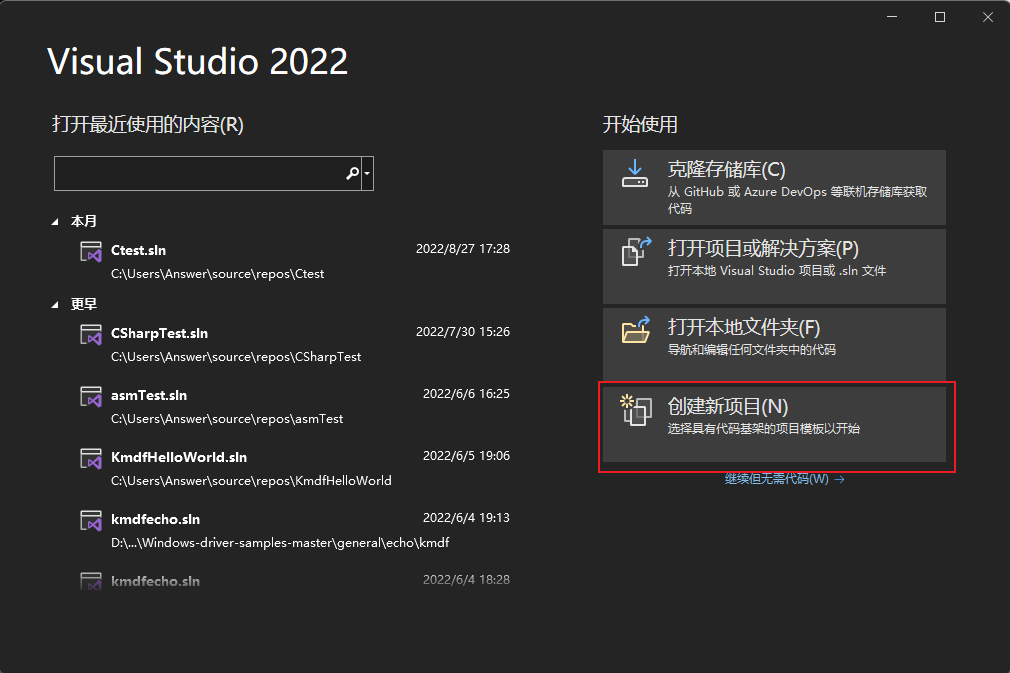 Visual Studio 2022
打开最近使用的内容(R)
本月
Ctest.sln 2022/8/27 17:28
C:\Users\Answer\source\repos\Ctest
更早
CSharpTest.sln 2022/7/30 15:26
C:\Users\Answer\source\repos\CSharpTest
asmTest.sln 2022/6/6 16:25
C:\Users\Answer\source\repos\asmTest
KmdfHelloWorld.sln 2022/6/5 19:06
C:\Users\Answer\source\repos\KmdfHelloWorld
kmdfecho.sln 2022/6/4 19:13
D:\...\Windows-driver-samples-master\general\echo\kmdf
kmdfecho.sln 2022/6/4 18:28
开始使用
克隆存储库(C)
从 GitHub 或 Azure DevOps 等联机存储库获取
代码
打开项目或解决方案(P)
打开本地 Visual Studio 项目或 .sln 文件
打开本地文件夹(F)
导航和编辑任何文件夹中的代码
创建新项目(N)
选择具有代码基架的项目模板以开始
继续但无需代码(W) →